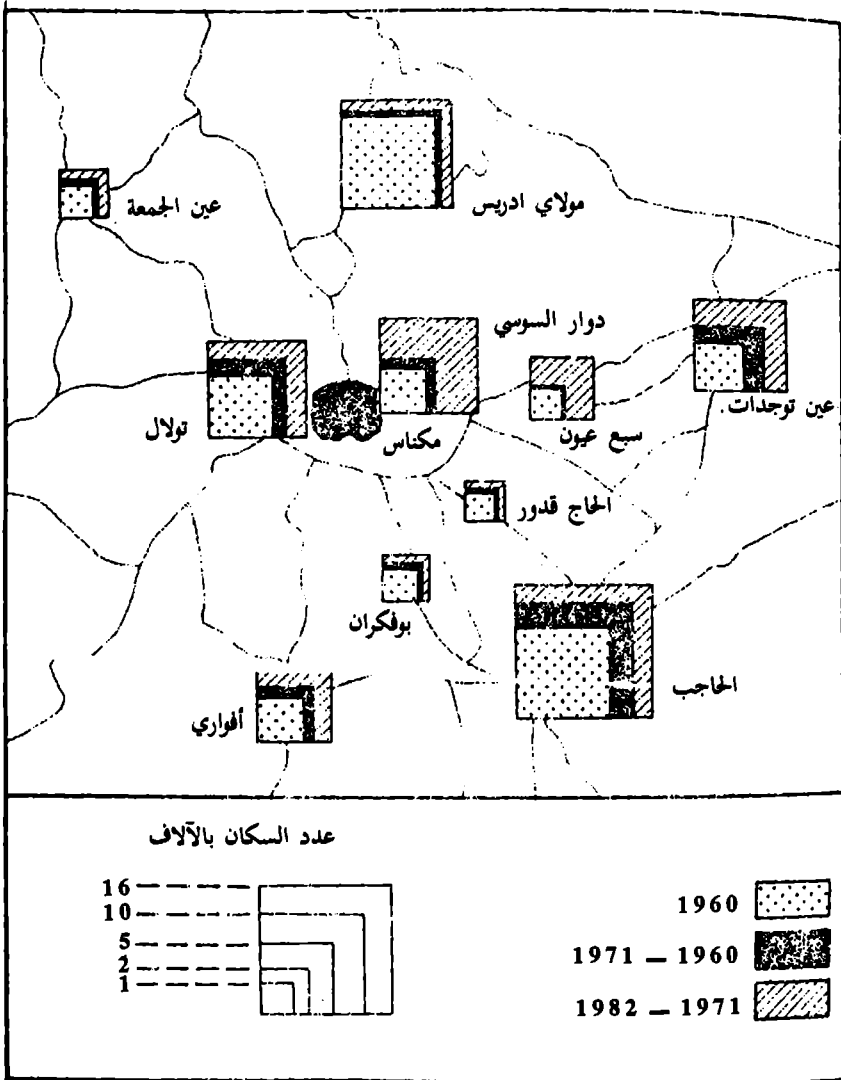 مولاي ادريس
عين الجمعة
دوار السوسي
عين توجدات
سبع عيون
مكناس
تولال
الحاج قدور
بوفكران
الحاجب
أفواري
عدد السكان بالآلاف
16
10
5
2
1
1960
1971 — 1960
1982 — 1971